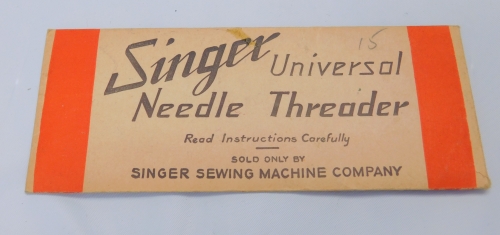 15
Singer Universal
Needle Threader
Read Instructions Carefully
SOLD ONLY BY
SINGER SEWING MACHINE COMPANY